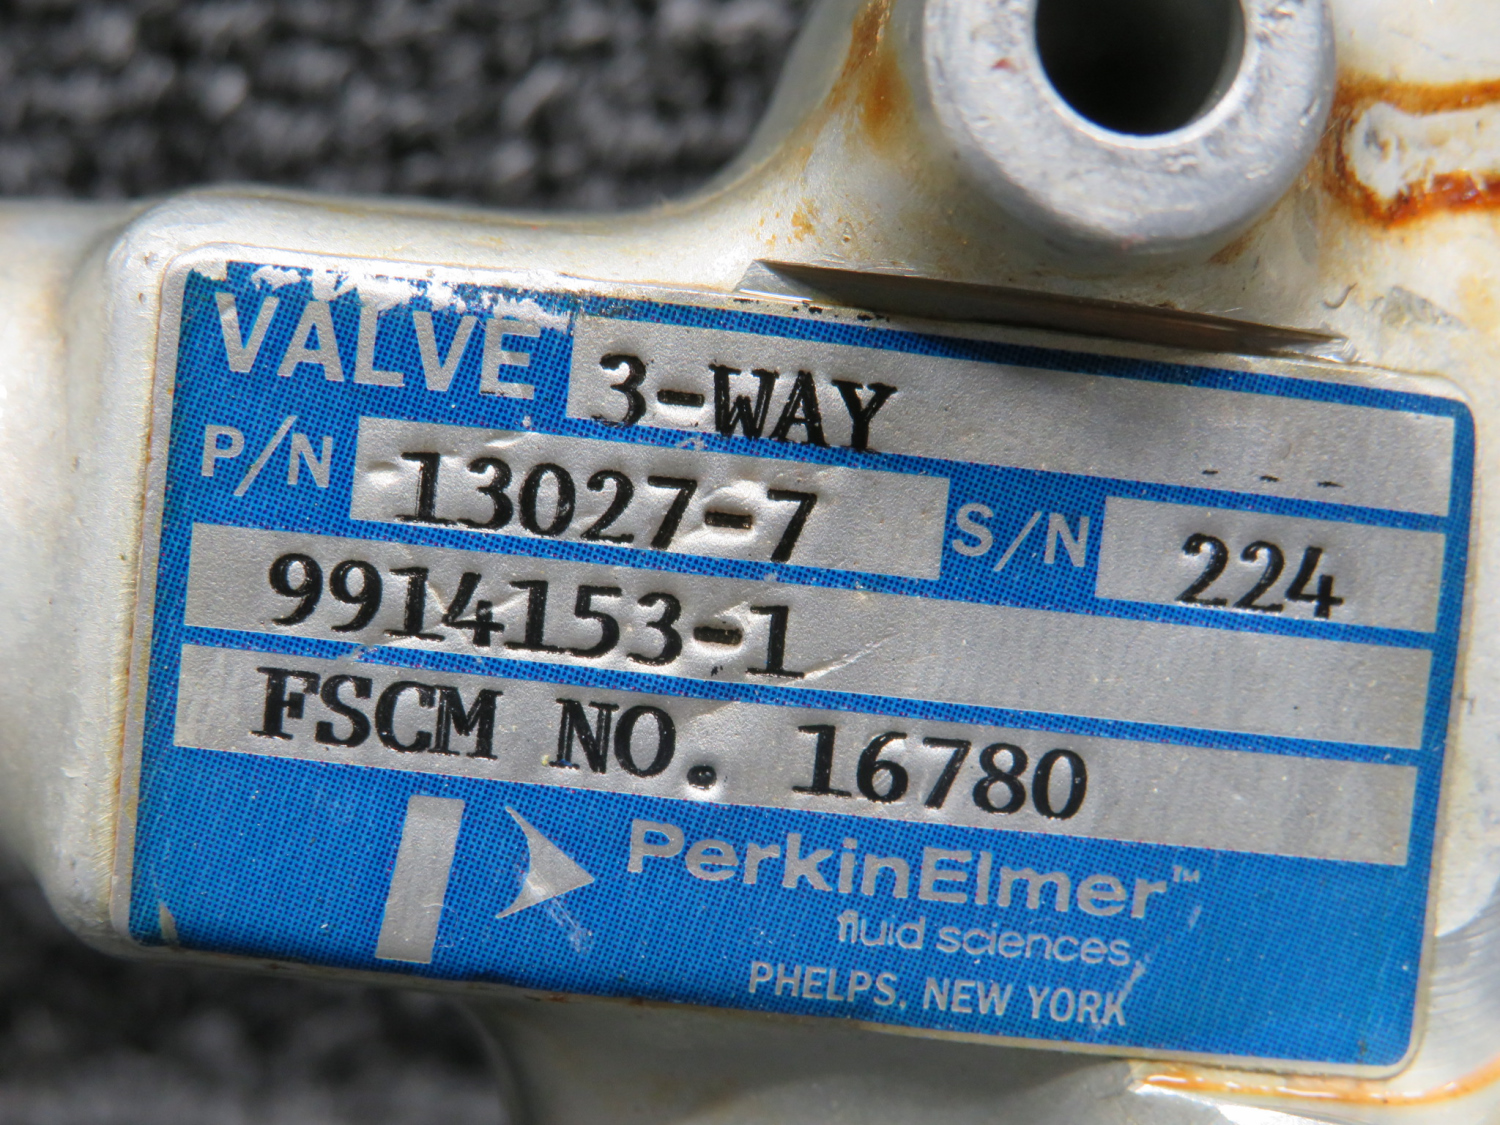 VALVE 3-WAY
P/N 13027-7 S/N 224
9914153-1
FSCM NO. 16780
PerkinElmer™
fluid sciences
PHELPS, NEW YORK